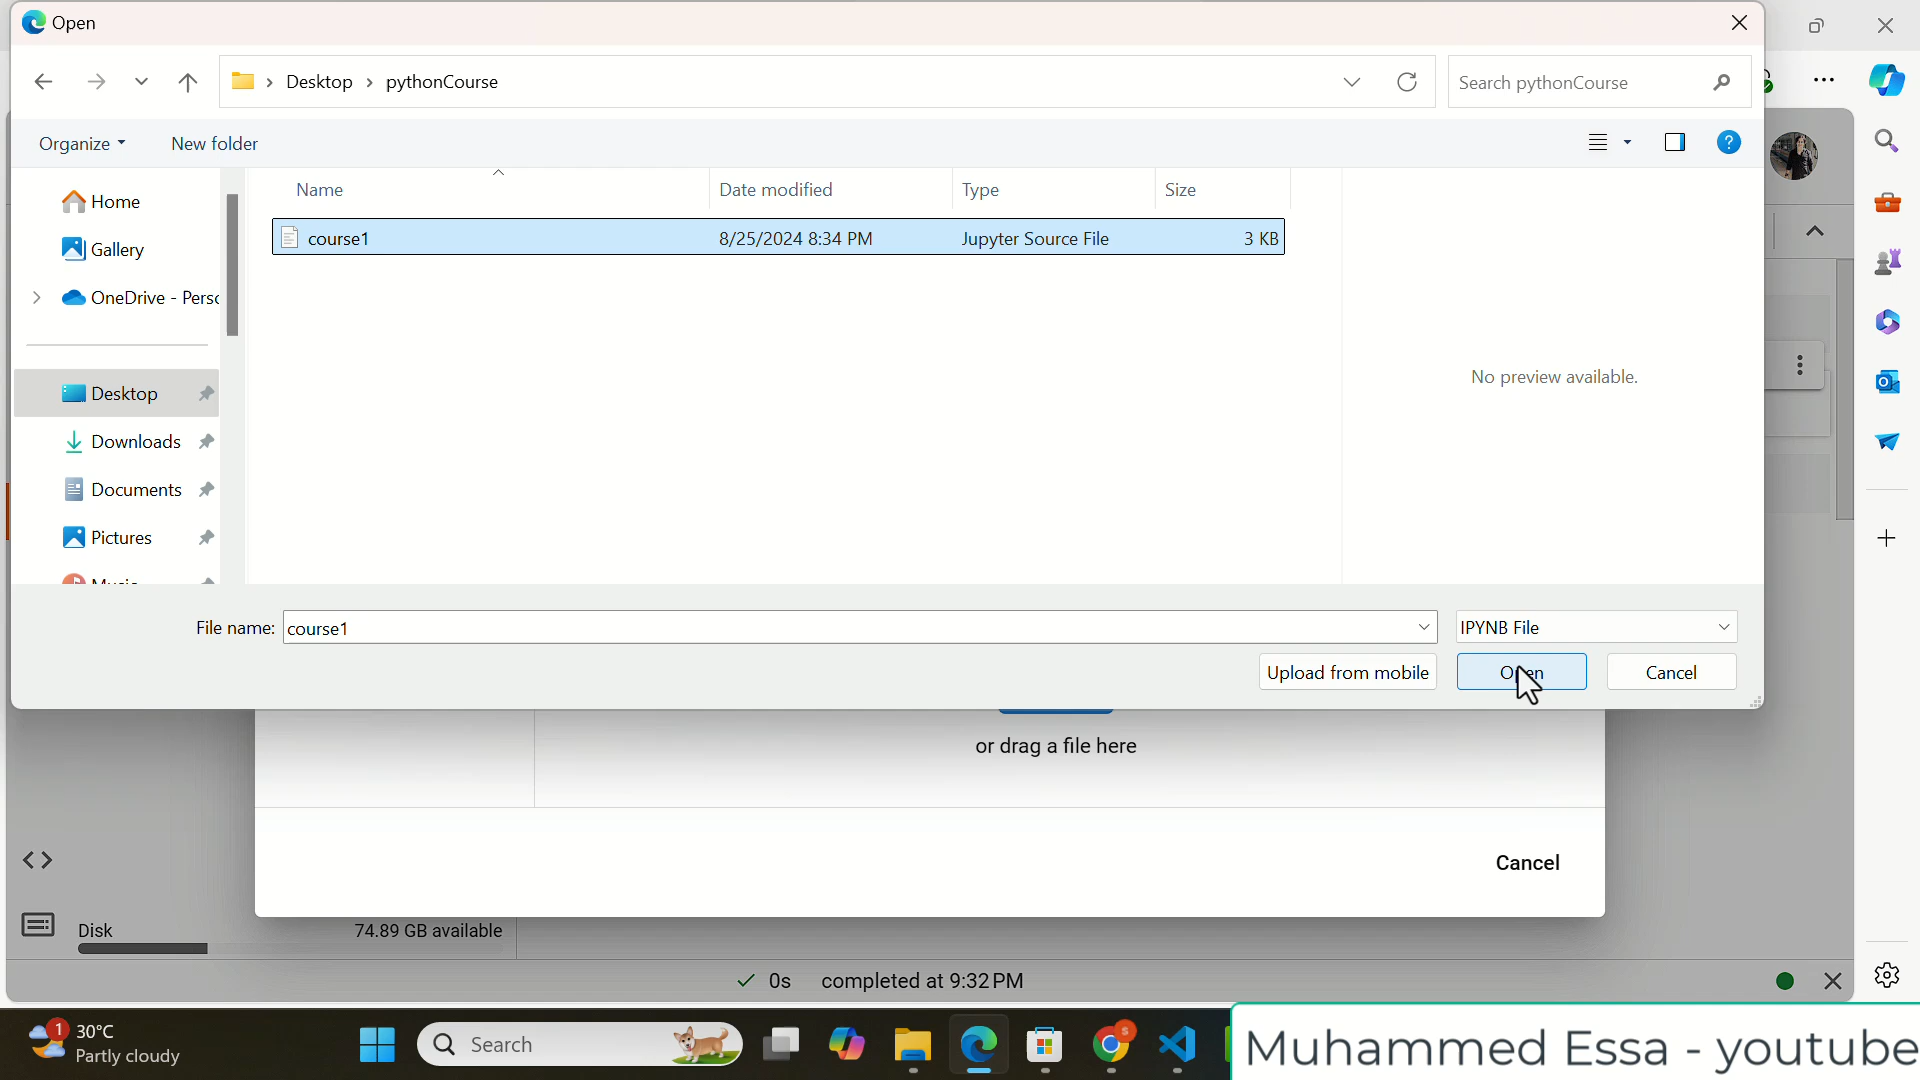 Open
Desktop > pythonCourse
Search pythonCourse
Organize
New folder
Name
Date modified
Type
Size
Home
course1
8/25/2024 8:34 PM
Jupyter Source File
3 KB
Gallery
OneDrive - Pers
No preview available.
Desktop
Downloads
Documents
Pictures
Music
File name:
course1
IPYNB File
Upload from mobile
Open
Cancel
or drag a file here
Cancel
Disk
74.89 GB available
0s completed at 9:32 PM
1
30°C
Partly cloudy
Search
S
Muhammed Essa - youtube